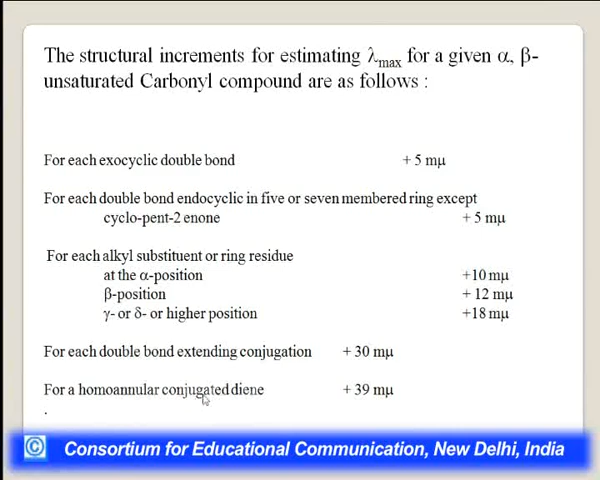 The structural increments for estimating λmax for a given α, β-
unsaturated Carbonyl compound are as follows :
For each exocyclic double bond + 5 mμ
For each double bond endocyclic in five or seven membered ring except
cyclo-pent-2 enone + 5 mμ
For each alkyl substituent or ring residue
at the α-position +10 mμ
β-position + 12 mμ
γ- or δ- or higher position +18 mμ
For each double bond extending conjugation + 30 mμ
For a homoannular conjugated diene + 39 mμ
.
© Consortium for Educational Communication, New Delhi, India